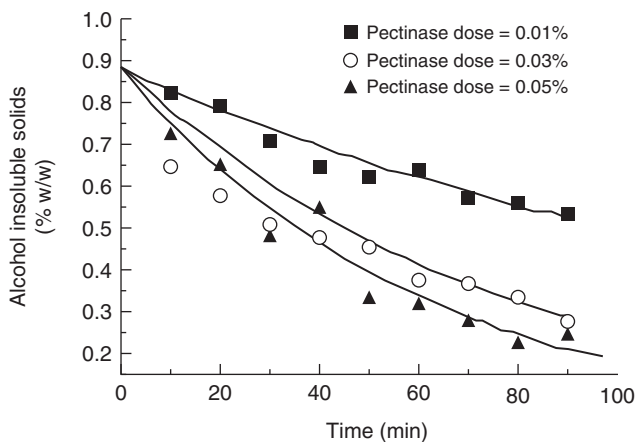 1.0
0.9
0.8
0.7
0.6
0.5
0.4
0.3
0.2
Alcohol insoluble solids
(% w/w)
Pectinase dose = 0.01%
Pectinase dose = 0.03%
Pectinase dose = 0.05%
0 20 40 60 80 100
Time (min)